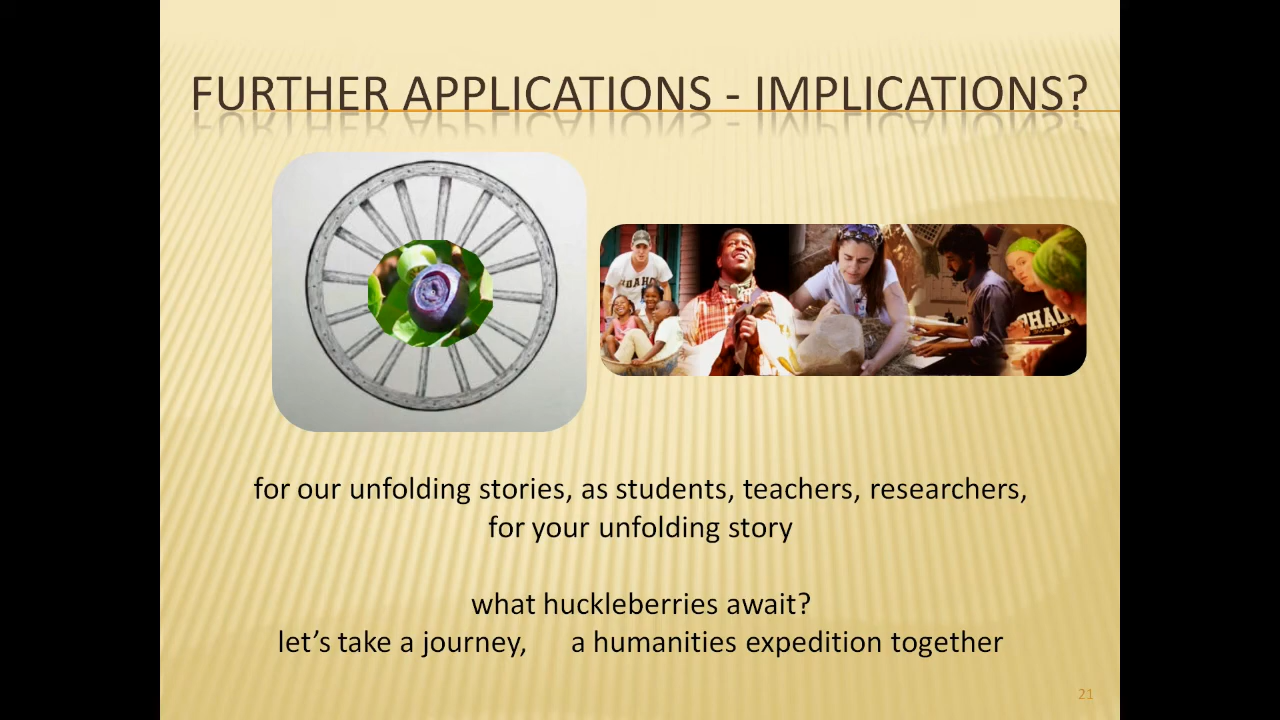 FURTHER APPLICATIONS - IMPLICATIONS?
for our unfolding stories, as students, teachers, researchers,
for your unfolding story
what huckleberries await?
let’s take a journey, a humanities expedition together
21